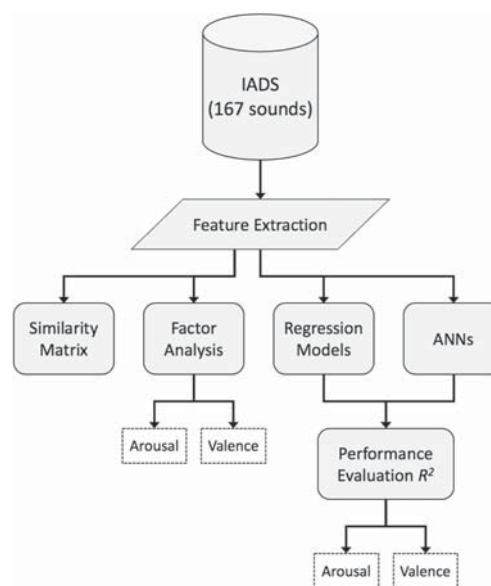 IADS
(167 sounds)
Feature Extraction
Similarity
Matrix
Factor
Analysis
Regression
Models
ANNs
Arousal
Valence
Performance
Evaluation R²
Arousal
Valence